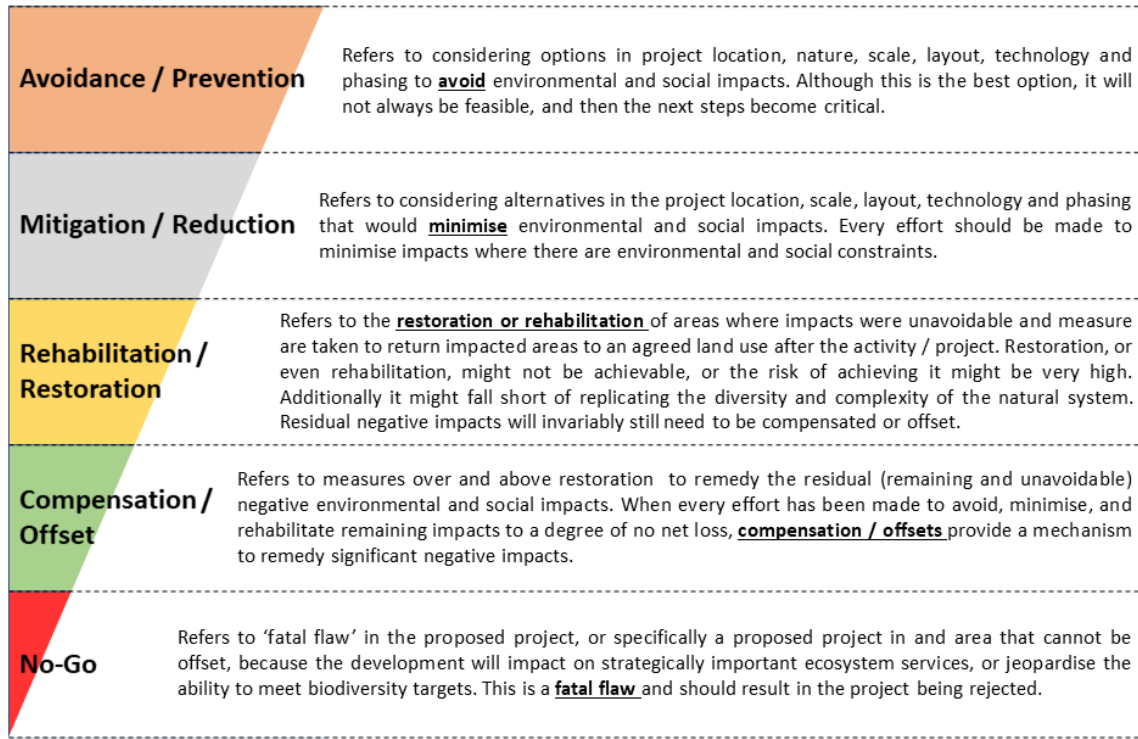 Avoidance / Prevention
Refers to considering options in project location, nature, scale, layout, technology and
phasing to avoid environmental and social impacts. Although this is the best option, it will
not always be feasible, and then the next steps become critical.
Mitigation / Reduction
Refers to considering alternatives in the project location, scale, layout, technology and phasing
that would minimise environmental and social impacts. Every effort should be made to
minimise impacts where there are environmental and social constraints.
Rehabilitation /
Restoration
Refers to the restoration or rehabilitation of areas where impacts were unavoidable and measure
are taken to return impacted areas to an agreed land use after the activity / project. Restoration, or
even rehabilitation, might not be achievable, or the risk of achieving it might be very high.
Additionally it might fall short of replicating the diversity and complexity of the natural system.
Residual negative impacts will invariably still need to be compensated or offset.
Compensation /
Offset
Refers to measures over and above restoration to remedy the residual (remaining and unavoidable)
negative environmental and social impacts. When every effort has been made to avoid, minimise, and
rehabilitate remaining impacts to a degree of no net loss, compensation / offsets provide a mechanism
to remedy significant negative impacts.
No-Go
Refers to ‘fatal flaw’ in the proposed project, or specifically a proposed project in and area that cannot be
offset, because the development will impact on strategically important ecosystem services, or jeopardise the
ability to meet biodiversity targets. This is a fatal flaw and should result in the project being rejected.